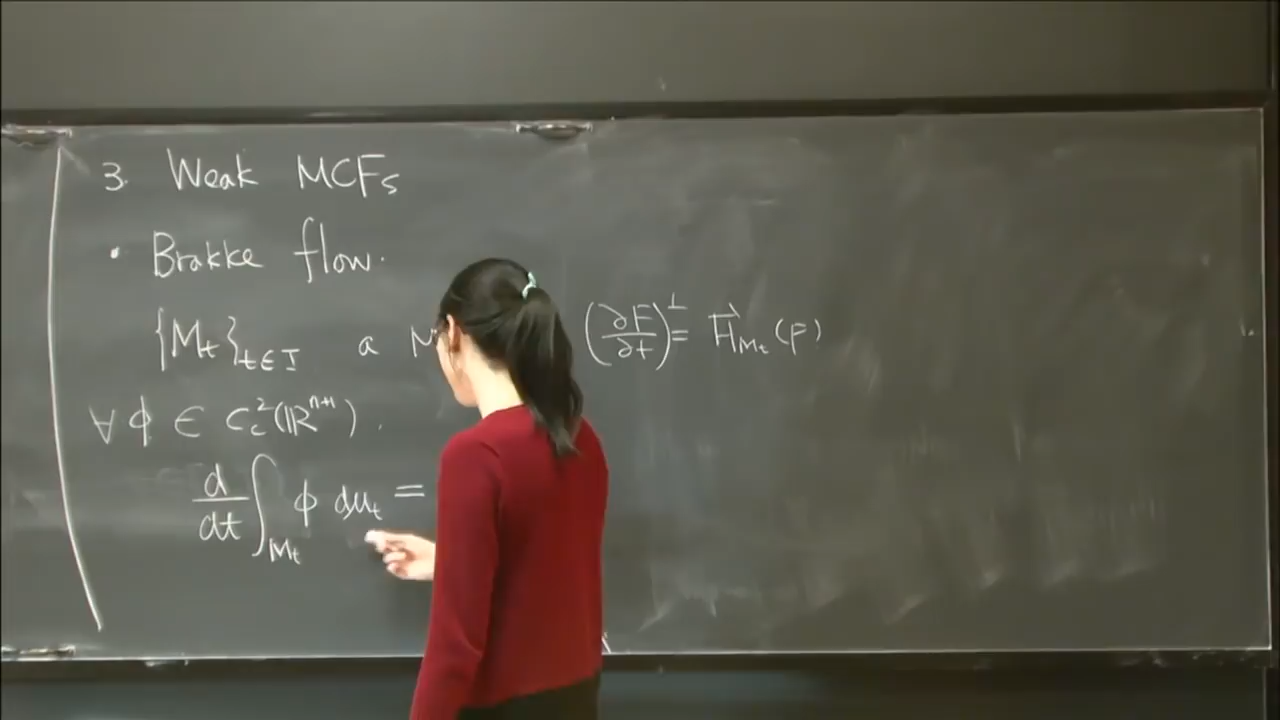 3. Weak MCFs
• Brakke flow.
{M_t}_{t∈I} a (∂F/∂t)^⊥ = H⃗_{M_t}(F)
∀ φ ∈ C_c^2(ℝ^{n+1}).
d/dt ∫_{M_t} φ dμ_t =